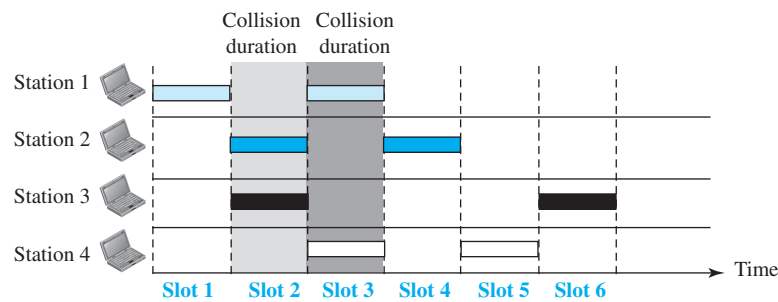 Collision Collision
duration duration
Station 1
Station 2
Station 3
Station 4
Time
Slot 1 Slot 2 Slot 3 Slot 4 Slot 5 Slot 6